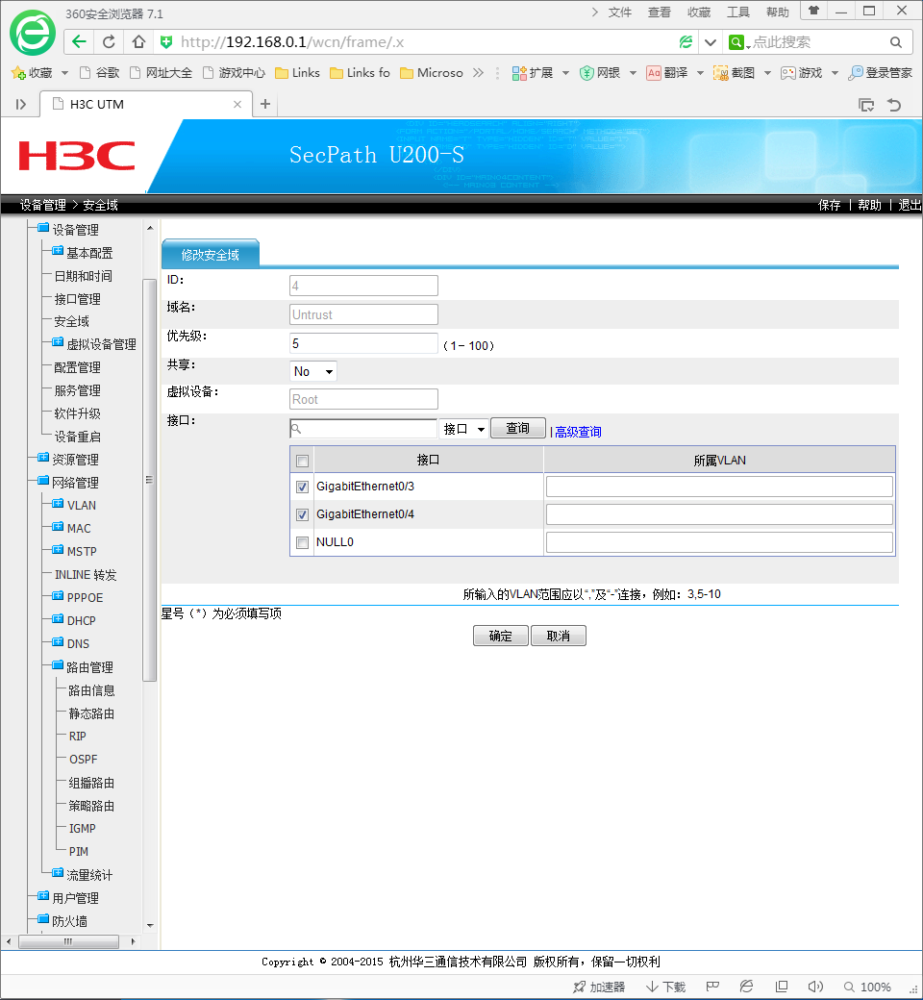 360安全浏览器 7.1
文件 查看 收藏 工具 帮助
http://192.168.0.1/wcn/frame/.x
点此搜索
收藏 谷歌 网址大全 游戏中心 Links Links fo Microso 扩展 网银 翻译 截图 游戏 登录管家
H3C UTM
H3C
SecPath U200-S
设备管理 > 安全域
保存 | 帮助 | 退出
设备管理
基本配置
日期和时间
接口管理
安全域
虚拟设备管理
配置管理
服务管理
软件升级
设备重启
资源管理
网络管理
VLAN
MAC
MSTP
INLINE 转发
PPPOE
DHCP
DNS
路由管理
路由信息
静态路由
RIP
OSPF
组播路由
策略路由
IGMP
PIM
流量统计
用户管理
防火墙
修改安全域
ID: 4
域名: Untrust
优先级: 5 (1- 100)
共享: No
虚拟设备: Root
接口: 接口 查询 |高级查询
接口 所属VLAN
GigabitEthernet0/3
GigabitEthernet0/4
NULL0
所输入的VLAN范围应以“,”及“-”连接，例如：3,5-10
星号（*）为必须填写项
确定 取消
Copyright © 2004-2015 杭州华三通信技术有限公司 版权所有，保留一切权利
加速器 下载 100%